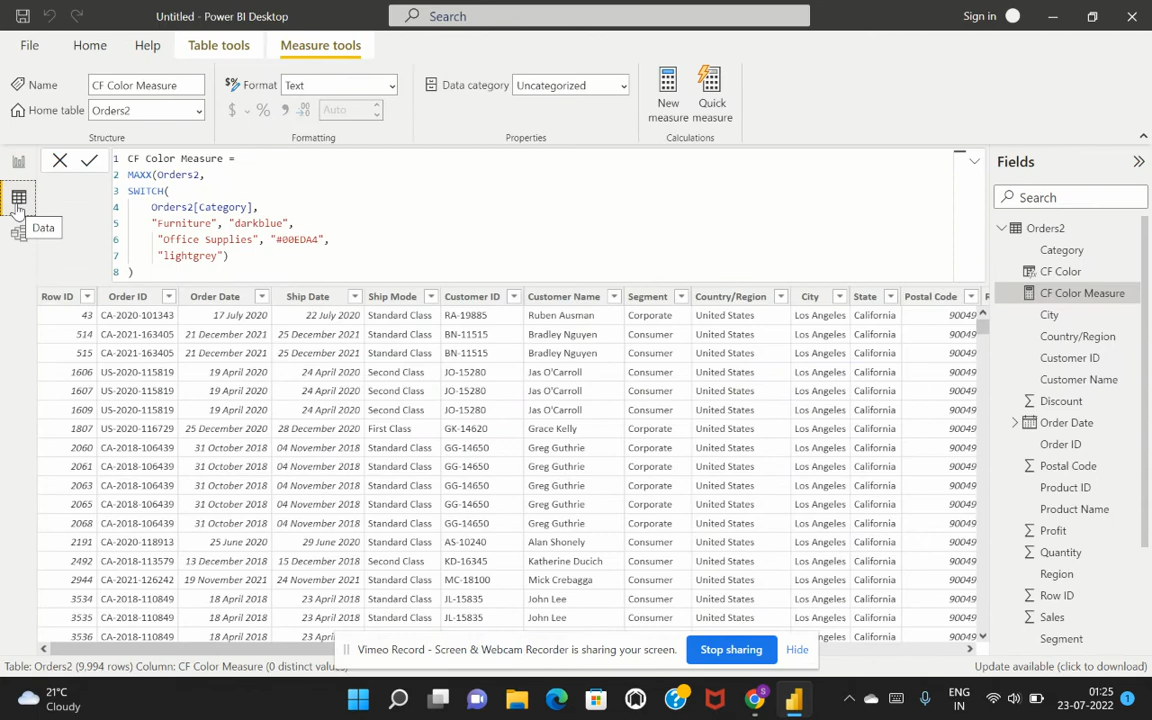 Untitled - Power BI Desktop
Search
Sign in
File
Home
Help
Table tools
Measure tools
Name
CF Color Measure
Home table
Orders2
Structure
Format
Text
$ %
Auto
Formatting
Data category
Uncategorized
Properties
New measure
Quick measure
Calculations
1 CF Color Measure =
2 MAXX(Orders2,
3 SWITCH(
4 Orders2[Category],
5 "Furniture", "darkblue",
6 "Office Supplies", "#00EDA4",
7 "lightgrey")
8 )
Data
Row ID Order ID Order Date Ship Date Ship Mode Customer ID Customer Name Segment Country/Region City State Postal Code R
43 CA-2020-101343 17 July 2020 22 July 2020 Standard Class RA-19885 Ruben Ausman Corporate United States Los Angeles California 90049
514 CA-2021-163405 21 December 2021 25 December 2021 Standard Class BN-11515 Bradley Nguyen Consumer United States Los Angeles California 90049
515 CA-2021-163405 21 December 2021 25 December 2021 Standard Class BN-11515 Bradley Nguyen Consumer United States Los Angeles California 90049
1606 US-2020-115819 19 April 2020 24 April 2020 Second Class JO-15280 Jas O'Carroll Consumer United States Los Angeles California 90049
1607 US-2020-115819 19 April 2020 24 April 2020 Second Class JO-15280 Jas O'Carroll Consumer United States Los Angeles California 90049
1609 US-2020-115819 19 April 2020 24 April 2020 Second Class JO-15280 Jas O'Carroll Consumer United States Los Angeles California 90049
1807 US-2020-116729 25 December 2020 28 December 2020 First Class GK-14620 Grace Kelly Corporate United States Los Angeles California 90049
2060 CA-2018-106439 31 October 2018 04 November 2018 Standard Class GG-14650 Greg Guthrie Corporate United States Los Angeles California 90049
2061 CA-2018-106439 31 October 2018 04 November 2018 Standard Class GG-14650 Greg Guthrie Corporate United States Los Angeles California 90049
2063 CA-2018-106439 31 October 2018 04 November 2018 Standard Class GG-14650 Greg Guthrie Corporate United States Los Angeles California 90049
2065 CA-2018-106439 31 October 2018 04 November 2018 Standard Class GG-14650 Greg Guthrie Corporate United States Los Angeles California 90049
2068 CA-2018-106439 31 October 2018 04 November 2018 Standard Class GG-14650 Greg Guthrie Corporate United States Los Angeles California 90049
2191 CA-2020-118913 25 June 2020 29 June 2020 Standard Class AS-10240 Alan Shonely Consumer United States Los Angeles California 90049
2492 CA-2018-113579 13 December 2018 15 December 2018 Second Class KD-16345 Katherine Ducich Consumer United States Los Angeles California 90049
2944 CA-2021-126242 19 November 2021 24 November 2021 Standard Class MC-18100 Mick Crebagga Consumer United States Los Angeles California 90049
3534 CA-2018-110849 18 April 2018 23 April 2018 Standard Class JL-15835 John Lee Consumer United States Los Angeles California 90049
3535 CA-2018-110849 18 April 2018 23 April 2018 Standard Class JL-15835 John Lee Consumer United States Los Angeles California 90049
3536 CA-2018-110849 18 April 2018 23 April 2018 Standard Class JL-15835 John Lee Consumer United States Los Angeles California 90049
Fields
Search
Orders2
Category
CF Color
CF Color Measure
City
Country/Region
Customer ID
Customer Name
Discount
Order Date
Order ID
Postal Code
Product ID
Product Name
Profit
Quantity
Region
Row ID
Sales
Segment
Vimeo Record - Screen & Webcam Recorder is sharing your screen.
Stop sharing
Hide
Table: Orders2 (9,994 rows) Column: CF Color Measure (0 distinct values)
Update available (click to download)
21°C
Cloudy
ENG
IN
01:25
23-07-2022
1